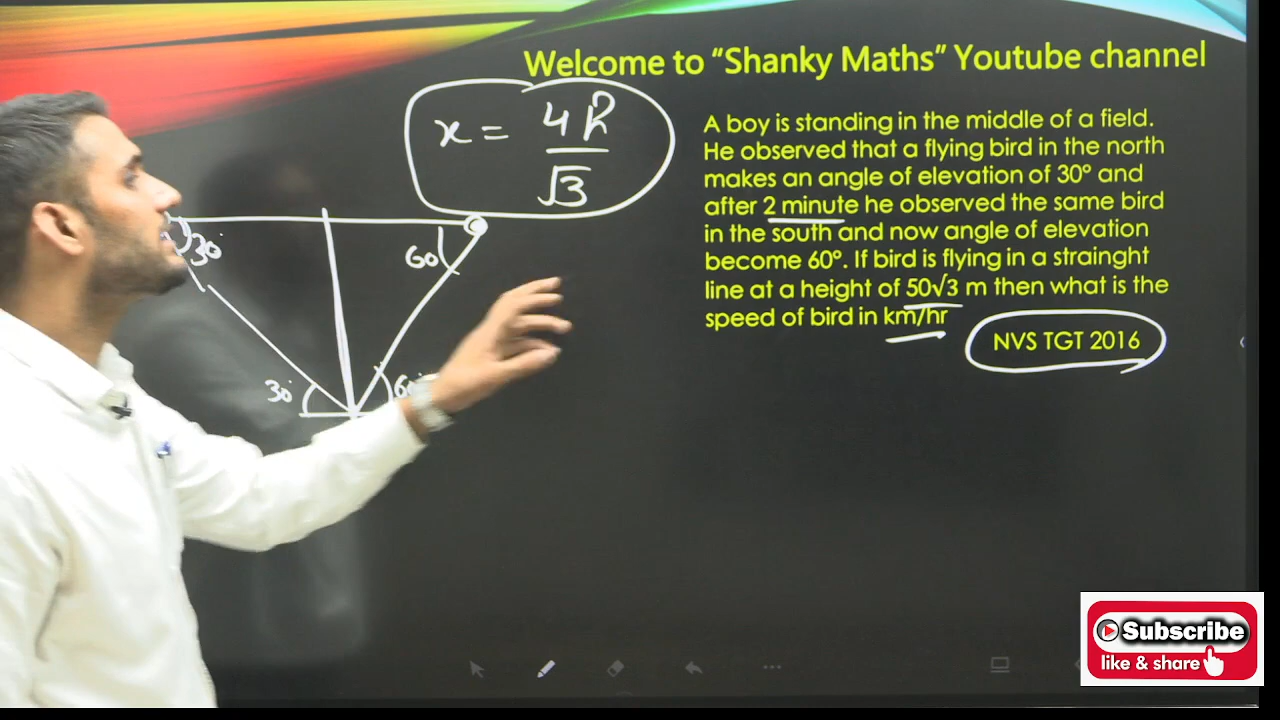 Welcome to “Shanky Maths” Youtube channel
x = 4h
√3
A boy is standing in the middle of a field.
He observed that a flying bird in the north
makes an angle of elevation of 30° and
after 2 minute he observed the same bird
in the south and now angle of elevation
become 60°. If bird is flying in a strainght
line at a height of 50√3 m then what is the
speed of bird in km/hr
NVS TGT 2016
30°
60
30°
60°
Subscribe
like & share